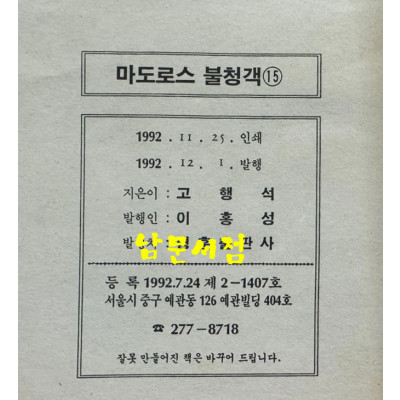 마도로스 불청객⑮
1992 . 11 . 25 . 인쇄
1992 . 12 . 1 . 발행
지은이 : 고 행 석
발행인 : 이 홍 성
발 판 사
남문서점
등 록 1992.7.24 제 2-1407호
서울시 중구 예관동 126 예관빌딩 404호
☎ 277-8718
잘못 만들어진 책은 바꾸어 드립니다.